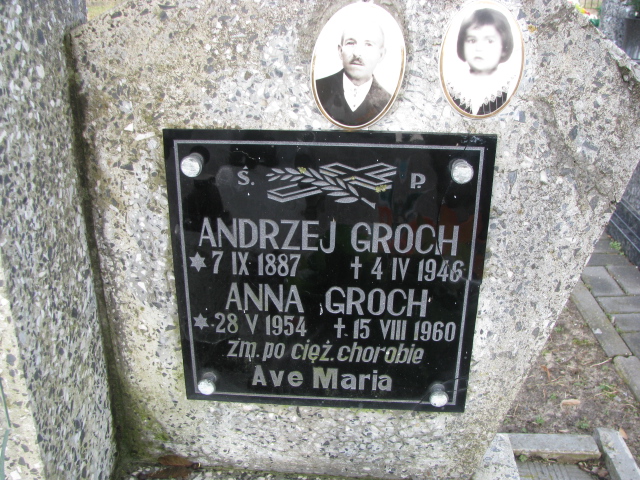 Ś. P.
ANDRZEJ GROCH
* 7 IX 1887 † 4 IV 1946
ANNA GROCH
* 28 V 1954 † 15 VIII 1960
zm. po cięż. chorobie
Ave Maria